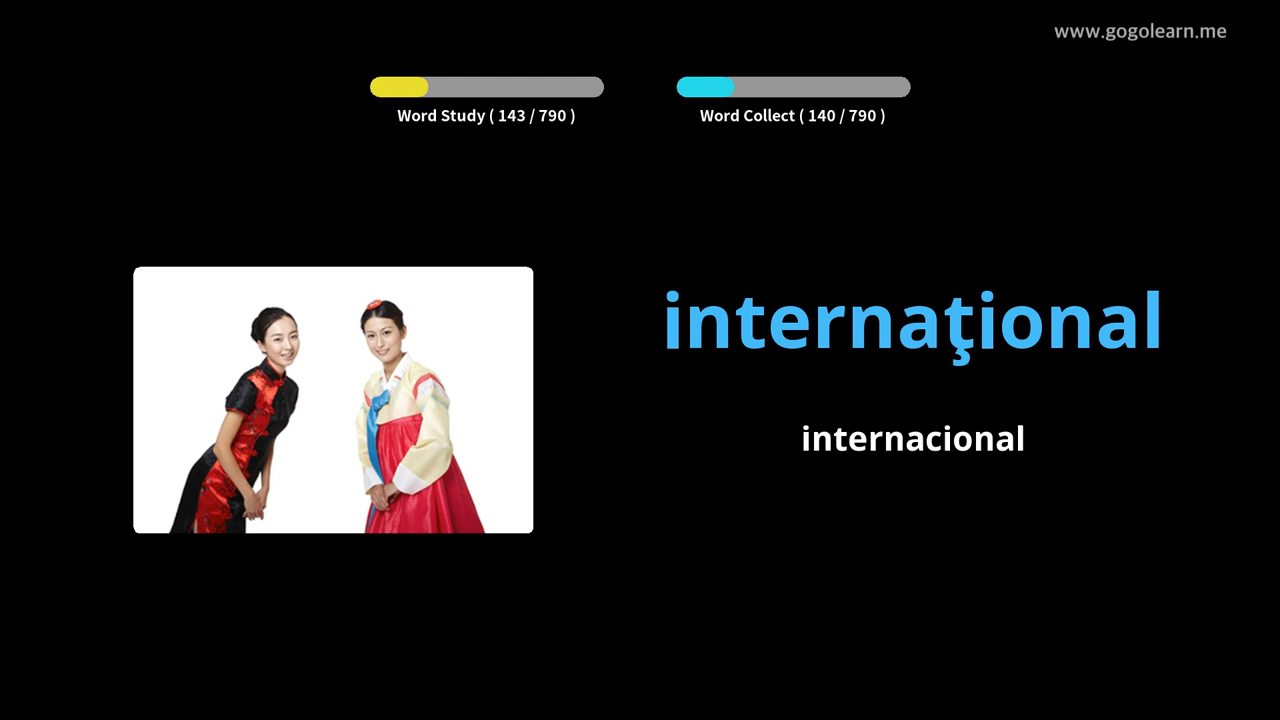 www.gogolearn.me
Word Study ( 143 / 790 )
Word Collect ( 140 / 790 )
internaţional
internacional